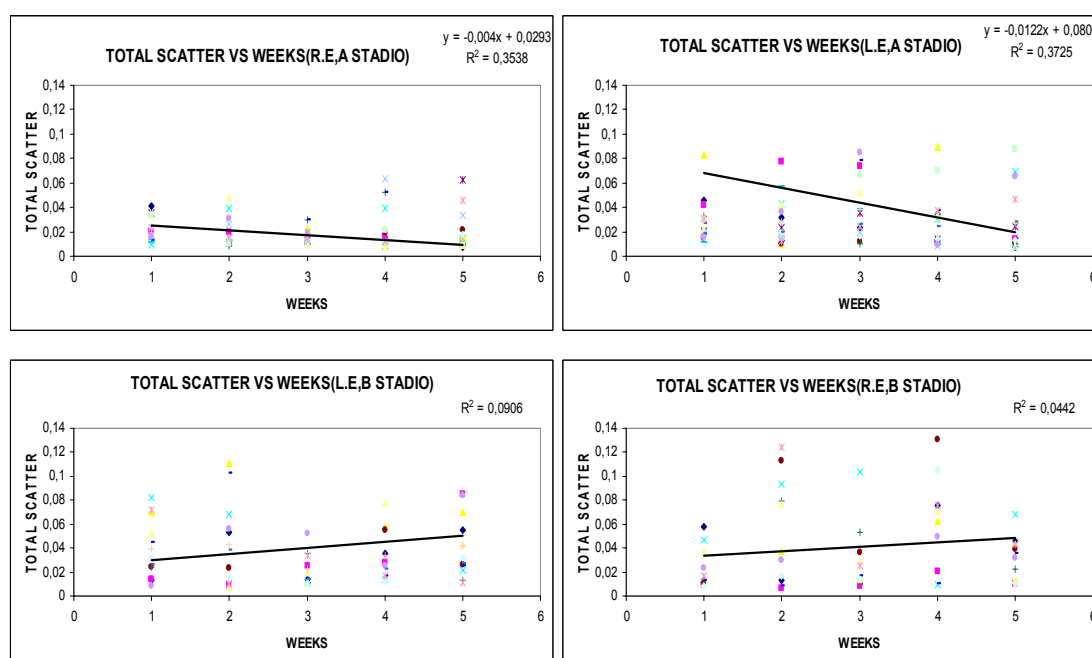 y = -0,004x + 0,0293
TOTAL SCATTER VS WEEKS(R.E,A STADIO)
R² = 0,3538
TOTAL SCATTER
0,14
0,12
0,1
0,08
0,06
0,04
0,02
0
0 1 2 3 4 5 6
WEEKS
y = -0,0122x + 0,080
TOTAL SCATTER VS WEEKS(L.E,A STADIO)
R² = 0,3725
TOTAL SCATTER
0,14
0,12
0,1
0,08
0,06
0,04
0,02
0
0 1 2 3 4 5 6
WEEKS
TOTAL SCATTER VS WEEKS(L.E,B STADIO)
R² = 0,0906
TOTAL SCATTER
0,14
0,12
0,1
0,08
0,06
0,04
0,02
0
0 1 2 3 4 5 6
WEEKS
TOTAL SCATTER VS WEEKS(R.E,B STADIO)
R² = 0,0442
TOTAL SCATTER
0,14
0,12
0,1
0,08
0,06
0,04
0,02
0
0 1 2 3 4 5 6
WEEKS